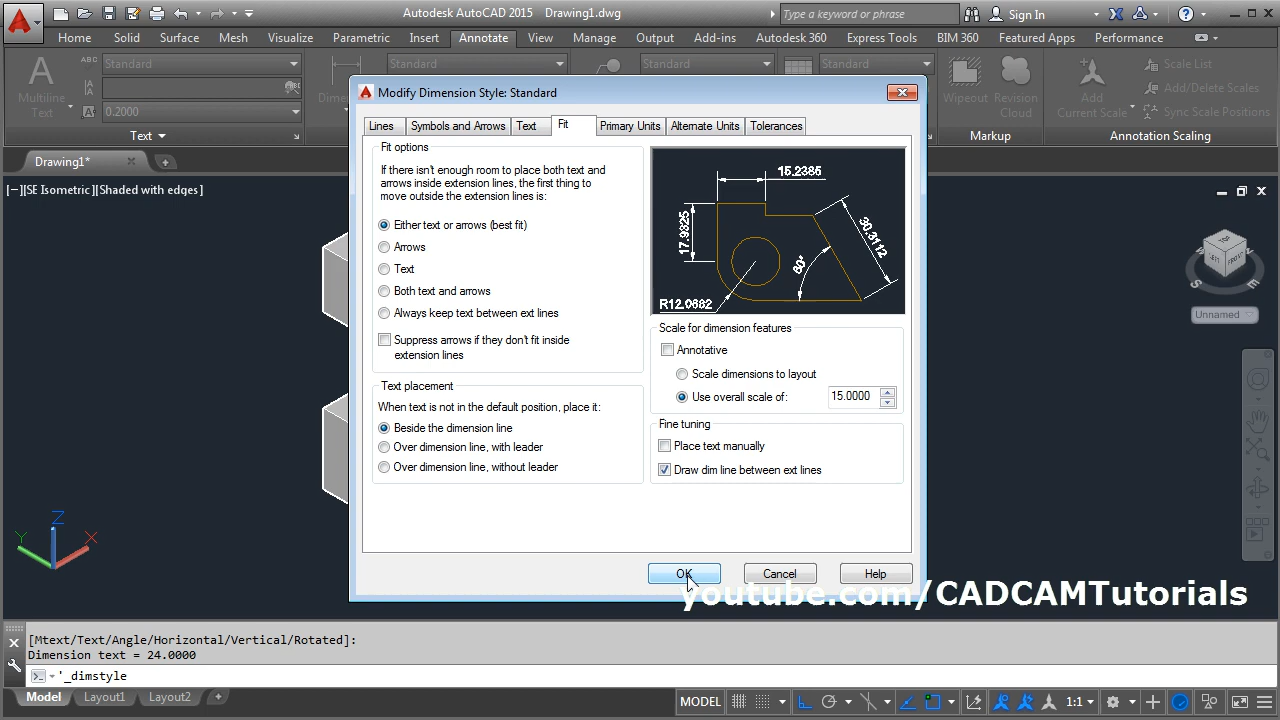 Autodesk AutoCAD 2015 Drawing1.dwg
Type a keyword or phrase
Sign In
Home Solid Surface Mesh Visualize Parametric Insert Annotate View Manage Output Add-ins Autodesk 360 Express Tools BIM 360 Featured Apps Performance
A
Multiline
Text
ABC
Standard
0.2000
Text
Standard
Standard
Standard
Wipeout
Revision
Cloud
Markup
Add
Current Scale
Scale List
Add/Delete Scales
Sync Scale Positions
Annotation Scaling
Drawing1*
[−][SE Isometric][Shaded with edges]
Modify Dimension Style: Standard
Lines Symbols and Arrows Text Fit Primary Units Alternate Units Tolerances
Fit options
If there isn't enough room to place both text and
arrows inside extension lines, the first thing to
move outside the extension lines is:
Either text or arrows (best fit)
Arrows
Text
Both text and arrows
Always keep text between ext lines
Suppress arrows if they don't fit inside
extension lines
Text placement
When text is not in the default position, place it:
Beside the dimension line
Over dimension line, with leader
Over dimension line, without leader
15.2385
17.9325
30.3112
60°
R12.0682
Scale for dimension features
Annotative
Scale dimensions to layout
Use overall scale of: 15.0000
Fine tuning
Place text manually
Draw dim line between ext lines
OK Cancel Help
TOP
FRONT
S E
Unnamed
Z
Y X
youtube.com/CADCAMTutorials
[Mtext/Text/Angle/Horizontal/Vertical/Rotated]:
Dimension text = 24.0000
'_dimstyle
Model Layout1 Layout2 +
MODEL 1:1